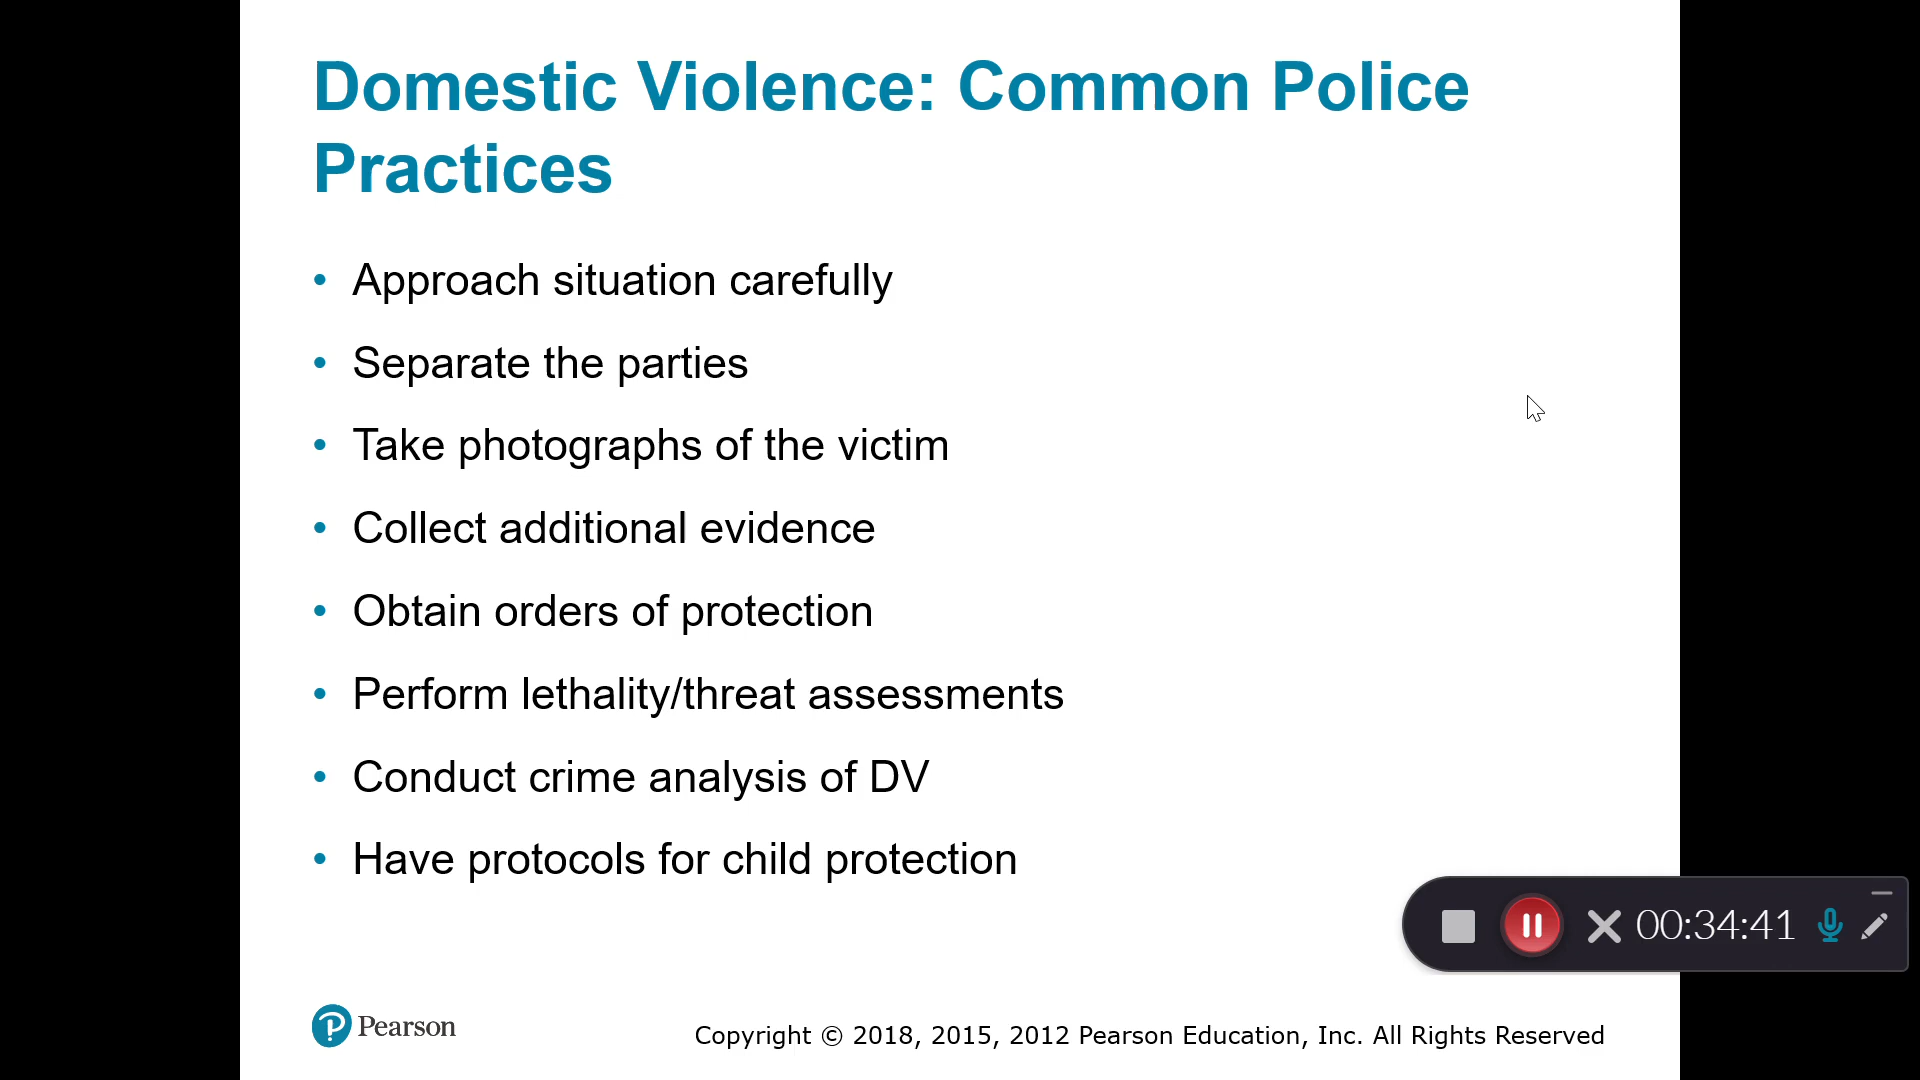 Domestic Violence: Common Police
Practices
• Approach situation carefully
• Separate the parties
• Take photographs of the victim
• Collect additional evidence
• Obtain orders of protection
• Perform lethality/threat assessments
• Conduct crime analysis of DV
• Have protocols for child protection
00:34:41
Pearson
Copyright © 2018, 2015, 2012 Pearson Education, Inc. All Rights Reserved